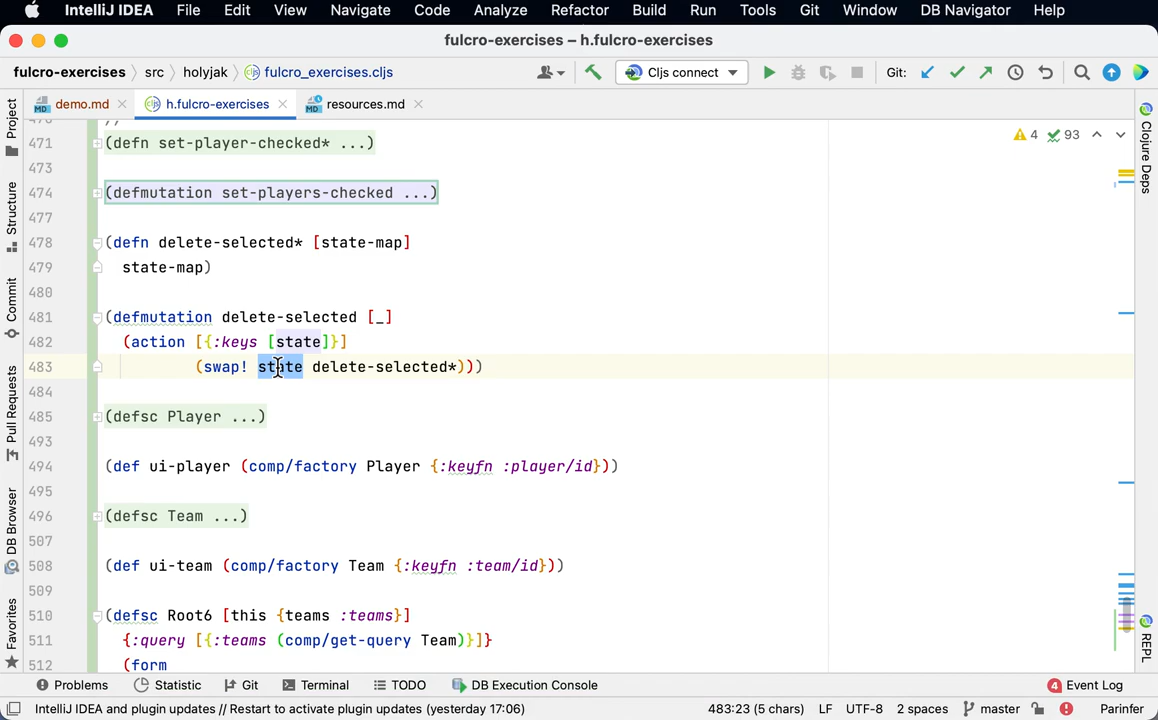 IntelliJ IDEA File Edit View Navigate Code Analyze Refactor Build Run Tools Git Window DB Navigator Help
fulcro-exercises – h.fulcro-exercises
fulcro-exercises src holyjak fulcro_exercises.cljs Cljs connect Git:
demo.md h.fulcro-exercises resources.md
4 93
471 (defn set-player-checked* ...)
473
474 (defmutation set-players-checked ...)
477
478 (defn delete-selected* [state-map]
479 state-map)
480
481 (defmutation delete-selected [_]
482 (action [{:keys [state]}]
483 (swap! state delete-selected*)))
484
485 (defsc Player ...)
493
494 (def ui-player (comp/factory Player {:keyfn :player/id}))
495
496 (defsc Team ...)
507
508 (def ui-team (comp/factory Team {:keyfn :team/id}))
509
510 (defsc Root6 [this {teams :teams}]
511 {:query [{:teams (comp/get-query Team)}]}
512 (form
Project
Structure
Commit
Pull Requests
DB Browser
Favorites
Clojure Deps
REPL
Problems Statistic Git Terminal TODO DB Execution Console 4 Event Log
IntelliJ IDEA and plugin updates // Restart to activate plugin updates (yesterday 17:06) 483:23 (5 chars) LF UTF-8 2 spaces master Parinfer